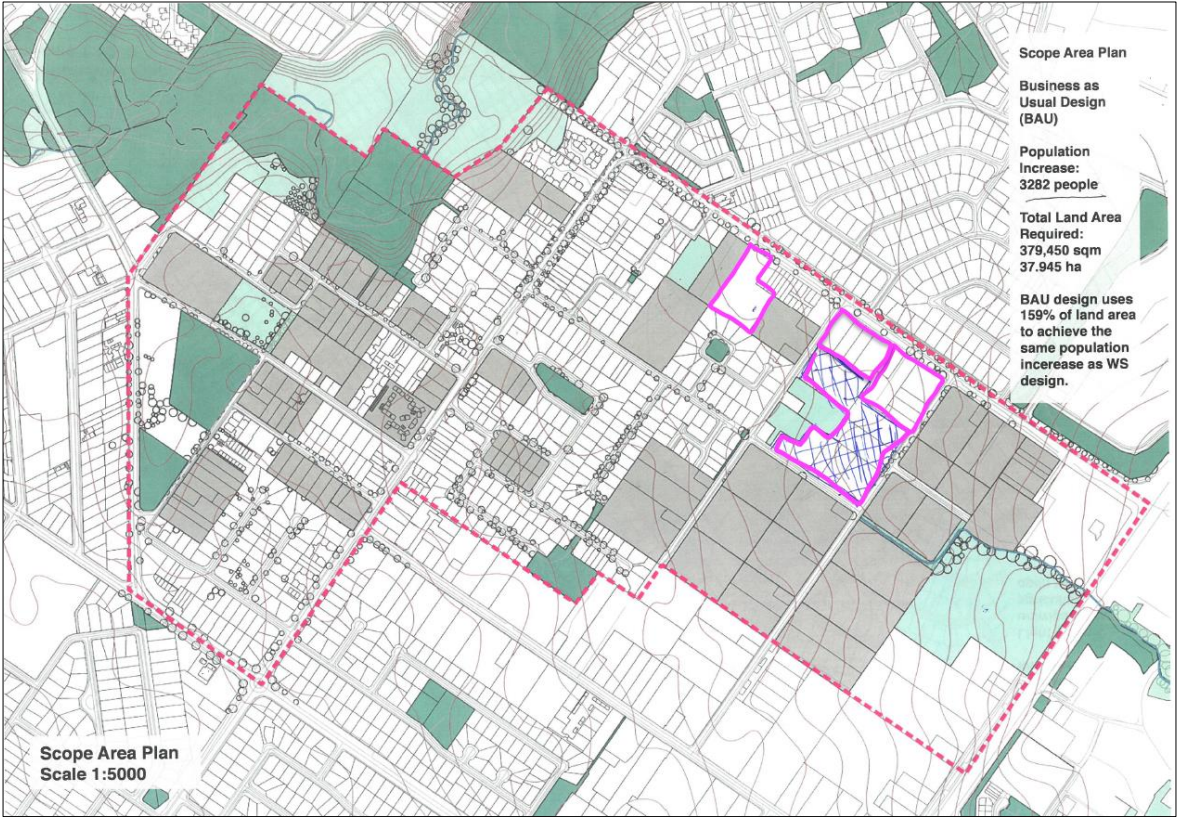 Scope Area Plan
Business as
Usual Design
(BAU)
Population
Increase:
3282 people
Total Land Area
Required:
379,450 sqm
37.945 ha
BAU design uses
159% of land area
to achieve the
same population
incerease as WS
design.
Scope Area Plan
Scale 1:5000